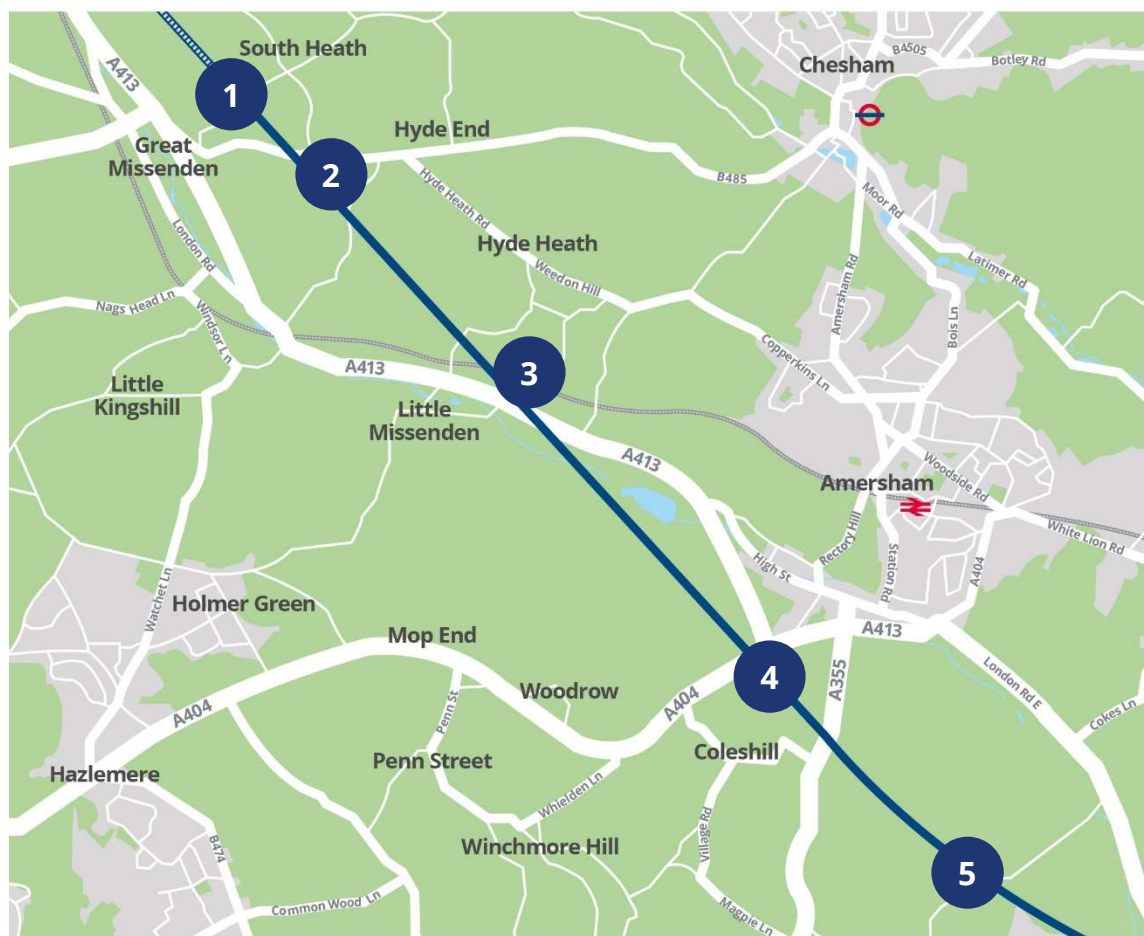 South Heath
B4505
Botley Rd
Chesham
A413
1
Hyde End
Great
Missenden
2
B485
Hyde Heath Rd
Moor Rd
London Rd
Hyde Heath
Latimer Rd
Weedon Hill
Amersham Rd
Nags Head Ln
Windsor Ln
Bois Ln
Copperkins Ln
A413
3
Little
Kingshill
Little
Missenden
A413
Woodside Rd
Amersham
White Lion Rd
Rectory Hill
High St
Station Rd
A404
Watchet Ln
Holmer Green
Mop End
A413
4
A355
London Rd E
Woodrow
A404
Penn St
A404
Cokes Ln
Coleshill
Penn Street
Hazlemere
Whielden Ln
Village Rd
Winchmore Hill
B474
5
Common Wood Ln
Magpie Ln